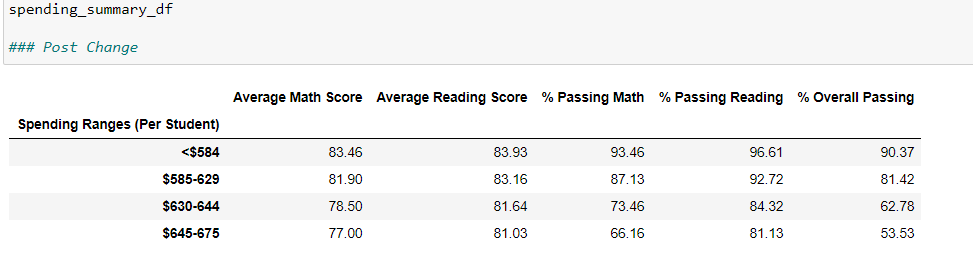 spending_summary_df
### Post Change
Average Math Score Average Reading Score % Passing Math % Passing Reading % Overall Passing
Spending Ranges (Per Student)
<$584 83.46 83.93 93.46 96.61 90.37
$585-629 81.90 83.16 87.13 92.72 81.42
$630-644 78.50 81.64 73.46 84.32 62.78
$645-675 77.00 81.03 66.16 81.13 53.53